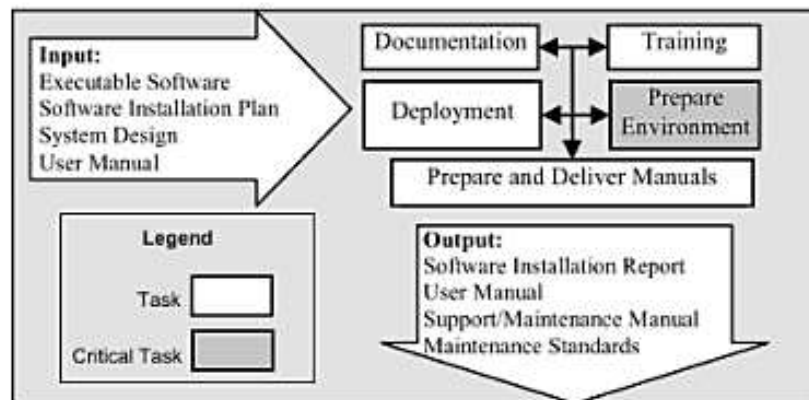 Input:
Executable Software
Software Installation Plan
System Design
User Manual
Documentation
Training
Deployment
Prepare
Environment
Prepare and Deliver Manuals
Legend
Task
Critical Task
Output:
Software Installation Report
User Manual
Support/Maintenance Manual
Maintenance Standards